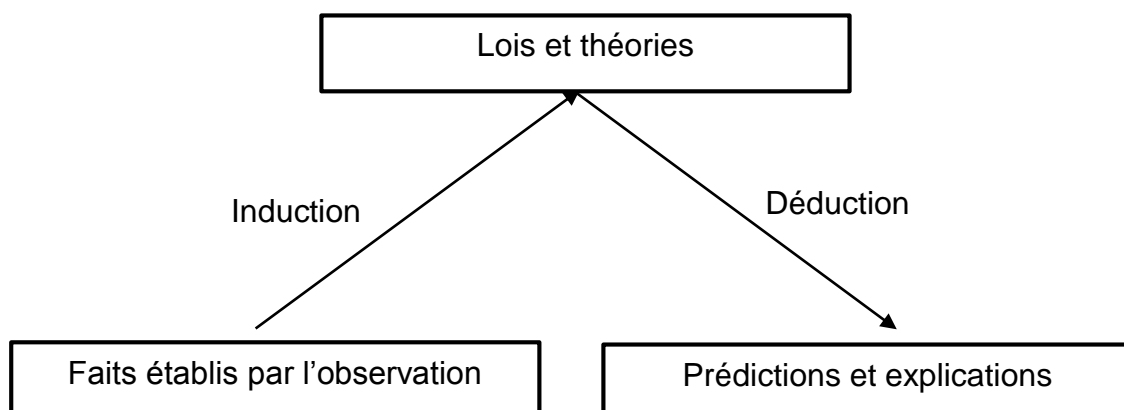 Lois et théories
Induction
Déduction
Faits établis par l’observation
Prédictions et explications